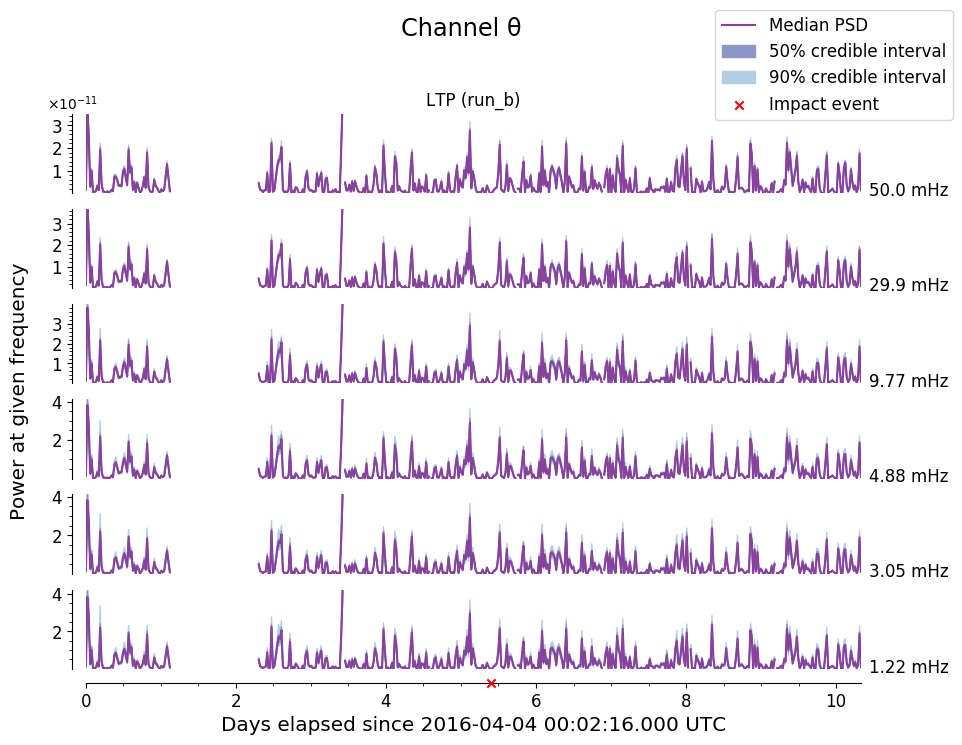 Channel θ
Median PSD
50% credible interval
90% credible interval
Impact event
LTP (run_b)
×10⁻¹¹
3
2
1
50.0 mHz
3
2
1
29.9 mHz
3
2
1
9.77 mHz
4
2
4.88 mHz
4
2
3.05 mHz
4
2
1.22 mHz
Power at given frequency
0 2 4 6 8 10
Days elapsed since 2016-04-04 00:02:16.000 UTC